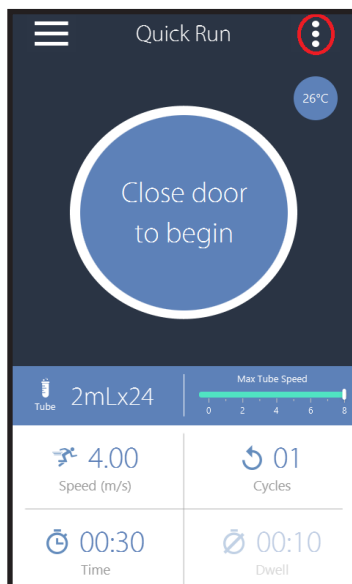 Quick Run
26°C
Close door
to begin
Tube
2mLx24
Max Tube Speed
0 2 4 6 8
4.00
Speed (m/s)
01
Cycles
00:30
Time
00:10
Dwell